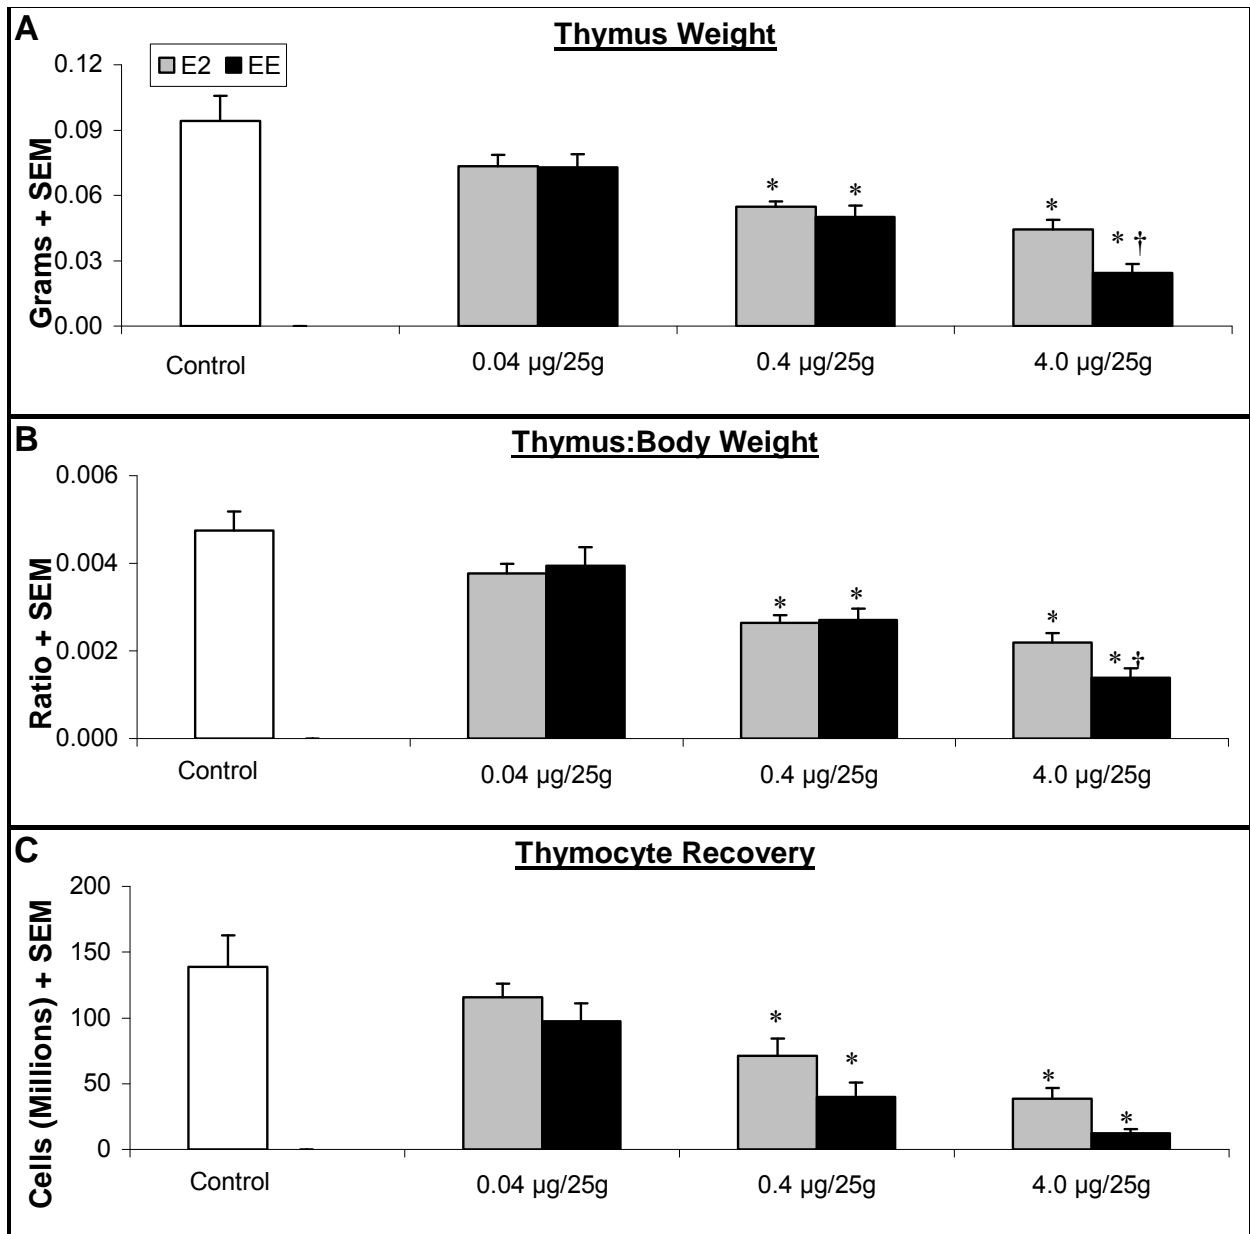 A
Thymus Weight
E2 EE
Grams + SEM
0.12
0.09
0.06
0.03
0.00
* * * * †
Control 0.04 µg/25g 0.4 µg/25g 4.0 µg/25g
B
Thymus:Body Weight
Ratio + SEM
0.006
0.004
0.002
0.000
* * * * †
Control 0.04 µg/25g 0.4 µg/25g 4.0 µg/25g
C
Thymocyte Recovery
Cells (Millions) + SEM
200
150
100
50
0
* * * *
Control 0.04 µg/25g 0.4 µg/25g 4.0 µg/25g